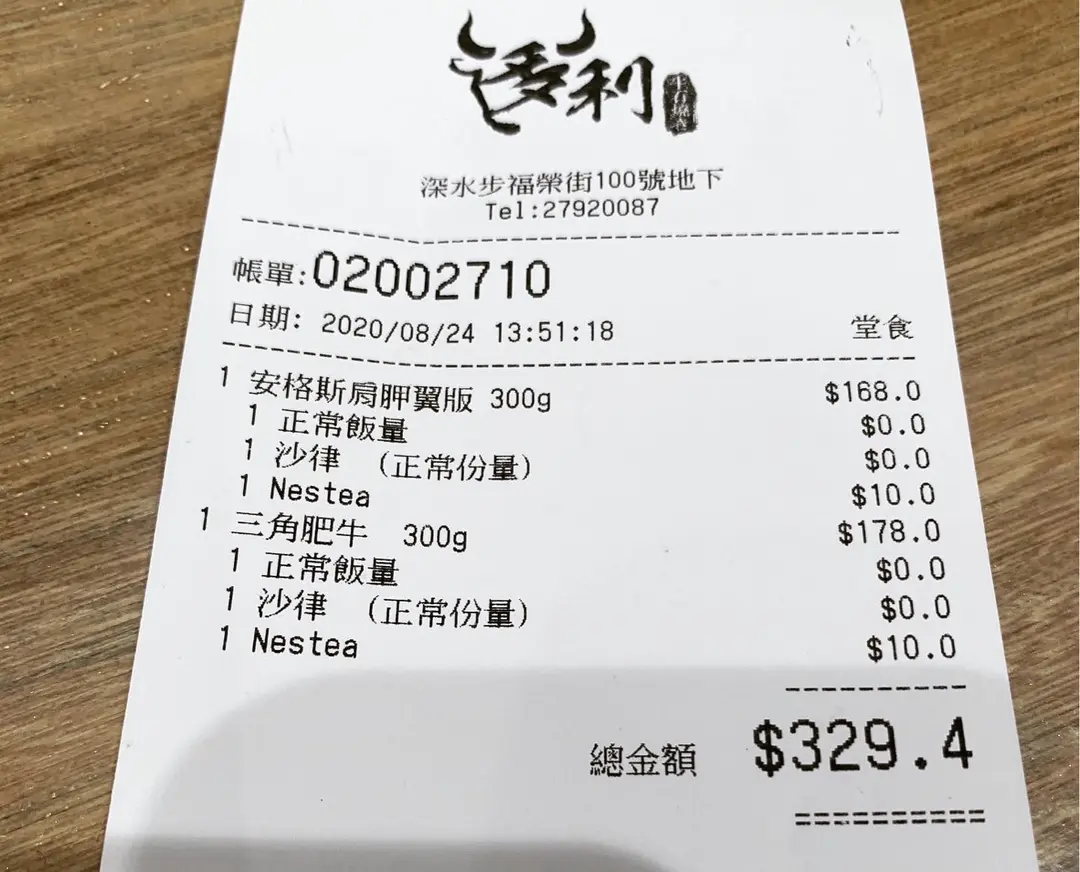 多利
深水步福榮街100號地下
Tel:27920087
帳單:02002710
日期: 2020/08/24 13:51:18 堂食
1 安格斯肩胛翼版 300g $168.0
1 正常飯量 $0.0
1 沙律 (正常份量) $0.0
1 Nestea $10.0
1 三角肥牛 300g $178.0
1 正常飯量 $0.0
1 沙律 (正常份量) $0.0
1 Nestea $10.0
總金額 $329.4